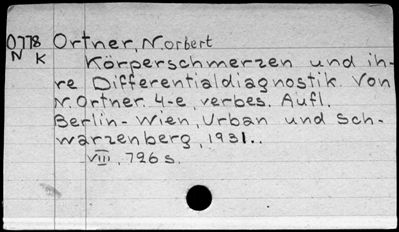 0778 Ortner, Norbert
N K
Körperschmerzen und ih-
re Differentialdiagnostik. Von
N. Ortner. 4-e, verbes. Aufl.
Berlin-Wien, Urban und Sch-
warzenberg, 1931..
VIII, 726 s.